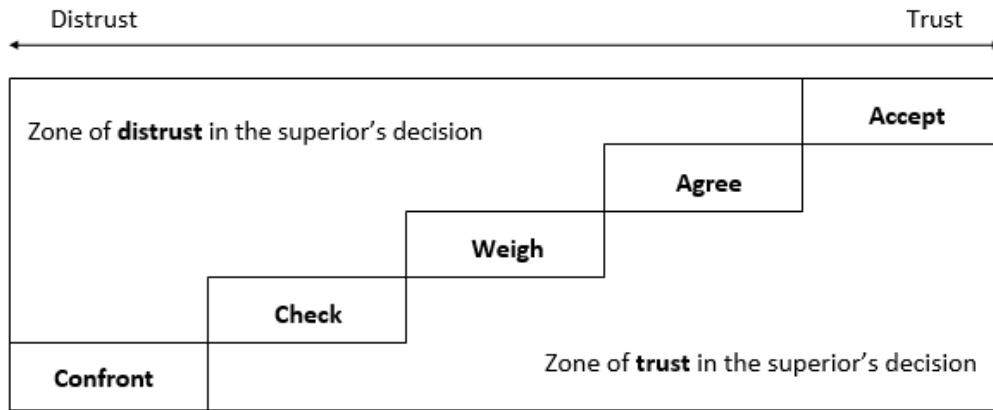 Distrust
Trust
Zone of distrust in the superior’s decision
Accept
Agree
Weigh
Check
Zone of trust in the superior’s decision
Confront